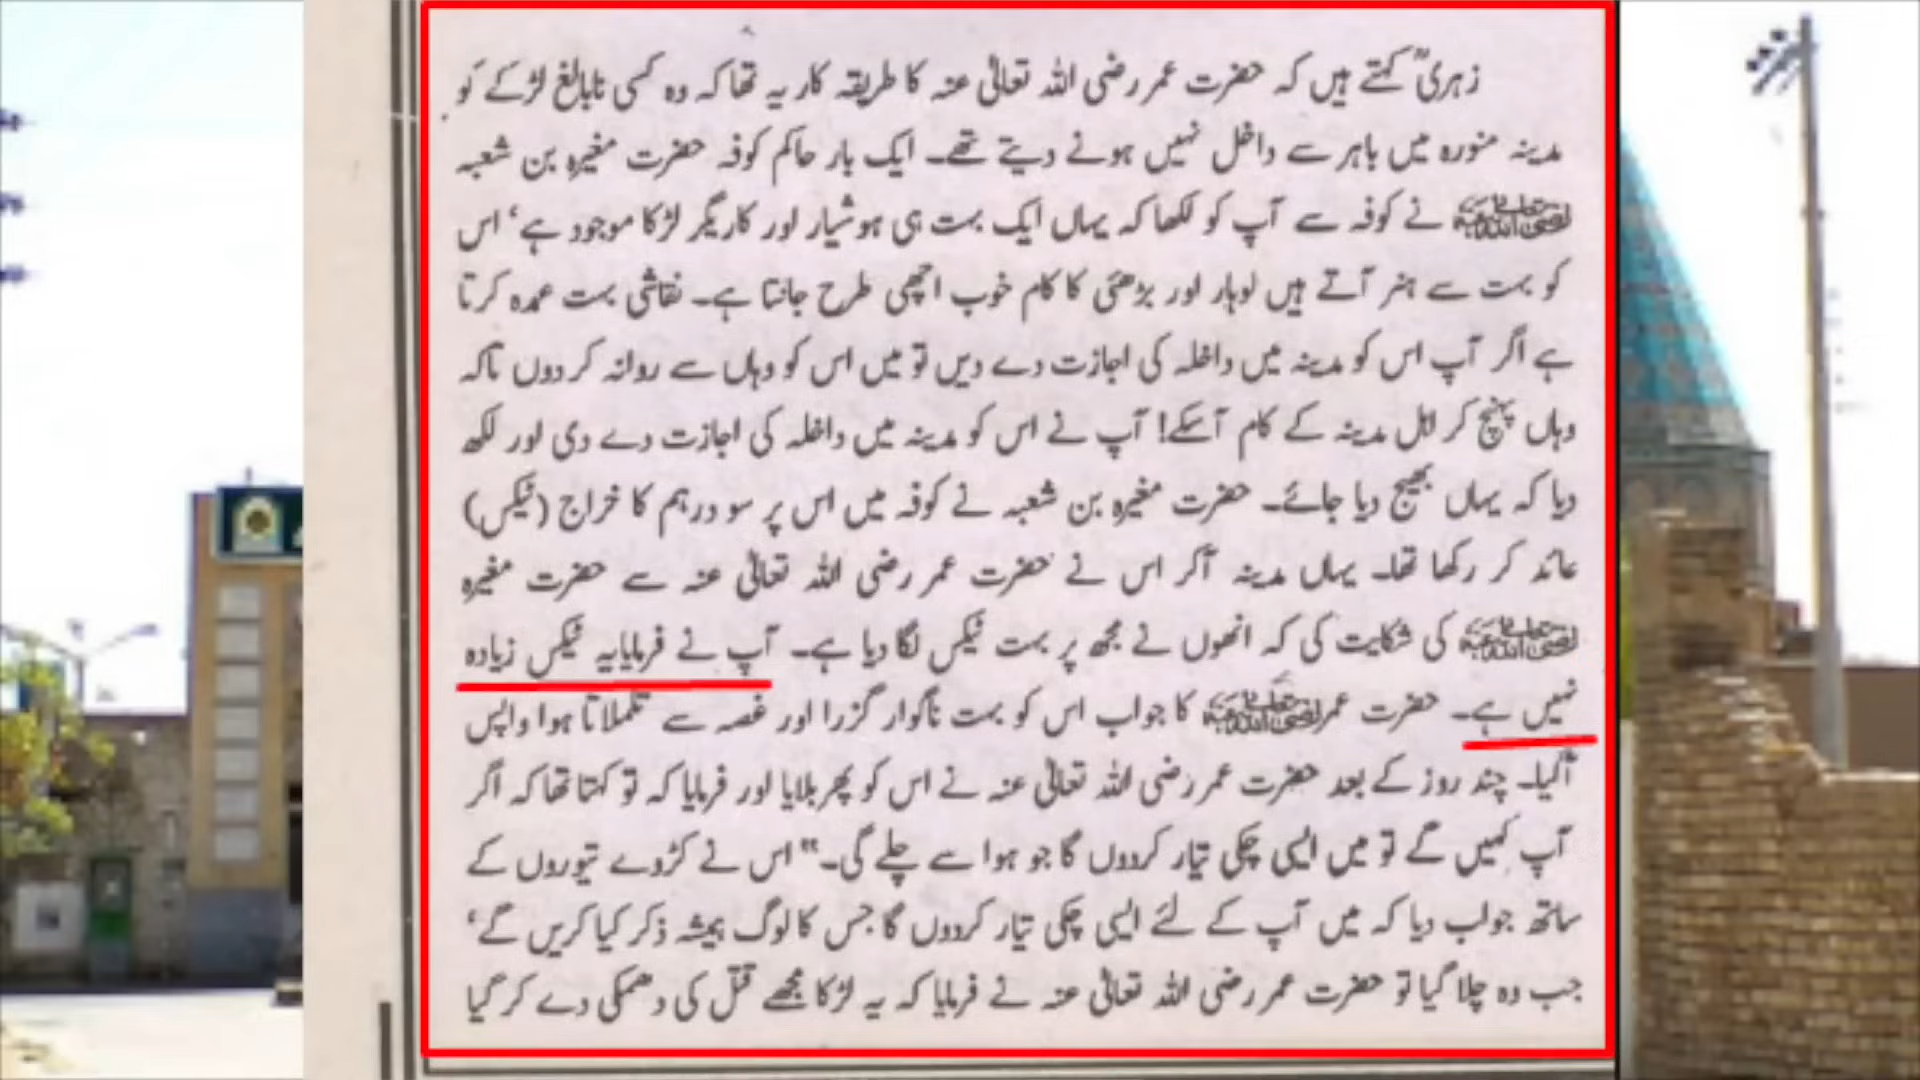 زہریؒ کہتے ہیں کہ حضرت عمر رضی اللہ تعالیٰ عنہ کا طریقہ کار یہ تھا کہ وہ کسی نابالغ لڑکے کو
مدینہ منورہ میں باہر سے داخل نہیں ہونے دیتے تھے۔ ایک بار حاکم کوفہ حضرت مغیرہ بن شعبہ
رضی اللہ عنہ نے کوفہ سے آپ کو لکھا کہ یہاں ایک بہت ہی ہوشیار اور کاریگر لڑکا موجود ہے‘ اس
کو بہت سے ہنر آتے ہیں لوہار اور بڑھئی کا کام خوب اچھی طرح جانتا ہے۔ نقاشی بہت عمدہ کرتا
ہے اگر آپ اس کو مدینہ میں داخلہ کی اجازت دے دیں تو میں اس کو وہاں سے روانہ کر دوں تاکہ
وہاں پہنچ کر اہل مدینہ کے کام آسکے! آپ نے اس کو مدینہ میں داخلہ کی اجازت دے دی اور لکھ
دیا کہ یہاں بھیج دیا جائے۔ حضرت مغیرہ بن شعبہ نے کوفہ میں اس پر سو درہم کا خراج (ٹیکس)
عائد کر رکھا تھا۔ یہاں مدینہ آکر اس نے حضرت عمر رضی اللہ تعالیٰ عنہ سے حضرت مغیرہ
رضی اللہ عنہ کی شکایت کی کہ انھوں نے مجھ پر بہت ٹیکس لگا دیا ہے۔ آپ نے فرمایا یہ ٹیکس زیادہ
نہیں ہے۔ حضرت عمر رضی اللہ عنہ کا جواب اس کو بہت ناگوار گزرا اور غصہ سے تلملاتا ہوا واپس
آگیا۔ چند روز کے بعد حضرت عمر رضی اللہ تعالیٰ عنہ نے اس کو پھر بلایا اور فرمایا کہ تو کہتا تھا کہ اگر
آپ کہیں گے تو میں ایسی چکی تیار کردوں گا جو ہوا سے چلے گی۔" اس نے کڑوے تیوروں کے
ساتھ جواب دیا کہ میں آپ کے لئے ایسی چکی تیار کردوں گا جس کا لوگ ہمیشہ ذکر کیا کریں گے‘
جب وہ چلا گیا تو حضرت عمر رضی اللہ تعالیٰ عنہ نے فرمایا کہ یہ لڑکا مجھے قتل کی دھمکی دے کر گیا